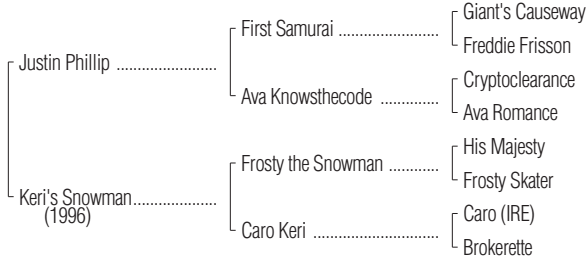 Giant's Causeway
First Samurai ........................
Freddie Frisson
Justin Phillip ........................
Cryptoclearance
Ava Knowsthecode ..............
Ava Romance
His Majesty
Frosty the Snowman ............
Frosty Skater
Keri's Snowman....................
(1996)
Caro (IRE)
Caro Keri ..............................
Brokerette